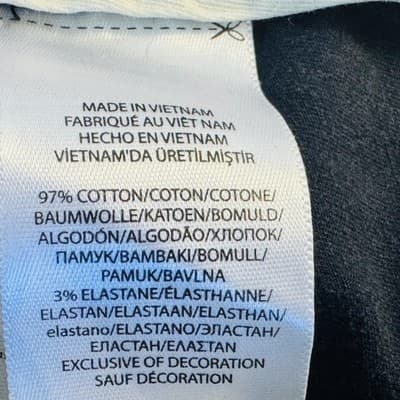 MADE IN VIETNAM
FABRIQUÉ AU VIÊT NAM
HECHO EN VIETNAM
VİETNAM'DA ÜRETİLMİŞTİR
97% COTTON/COTON/COTONE/
BAUMWOLLE/KATOEN/BOMULD/
ALGODÓN/ALGODÃO/ХЛОПОК/
ПАМУК/BAMBAKI/BOMULL/
PAMUK/BAVLNA
3% ELASTANE/ÉLASTHANNE/
ELASTAN/ELASTAAN/ELASTHAN/
elastano/ELASTANO/ЭЛАСТАН/
ЕЛАСТАН/ΕΛΑΣΤΑΝ
EXCLUSIVE OF DECORATION
SAUF DÉCORATION